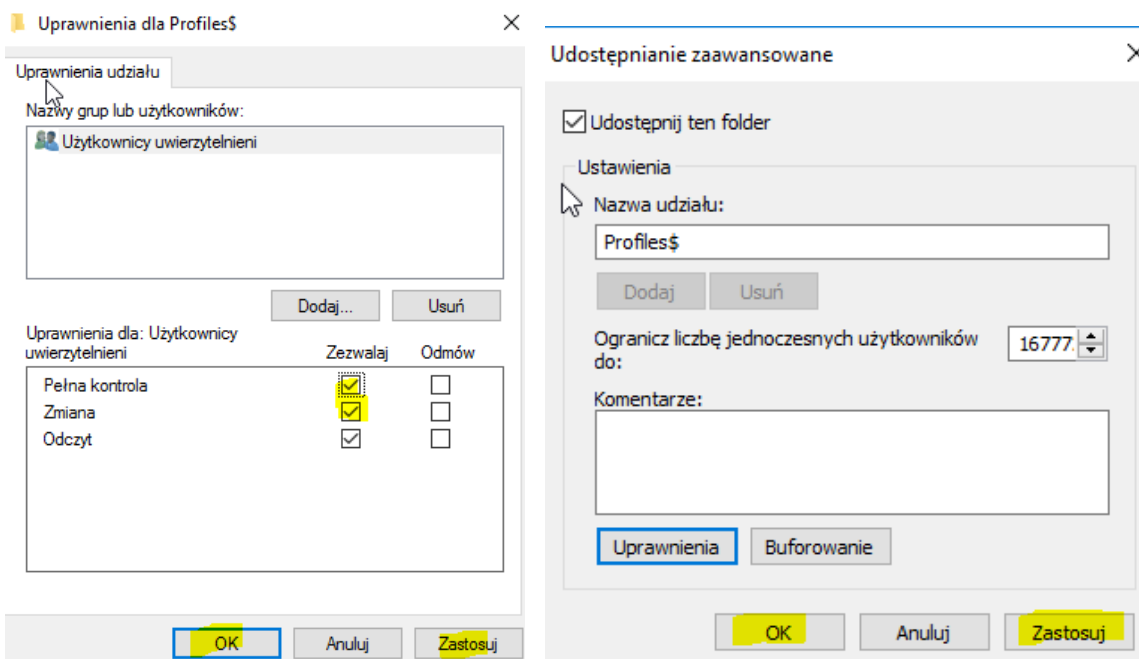 Uprawnienia dla Profiles$
Uprawnienia udziału
Nazwy grup lub użytkowników:
Użytkownicy uwierzytelnieni
Dodaj...
Usuń
Uprawnienia dla: Użytkownicy
uwierzytelnieni
Zezwalaj
Odmów
Pełna kontrola
Zmiana
Odczyt
OK
Anuluj
Zastosuj
Udostępnianie zaawansowane
Udostępnij ten folder
Ustawienia
Nazwa udziału:
Profiles$
Dodaj
Usuń
Ogranicz liczbę jednoczesnych użytkowników
do:
16777
Komentarze:
Uprawnienia
Buforowanie
OK
Anuluj
Zastosuj